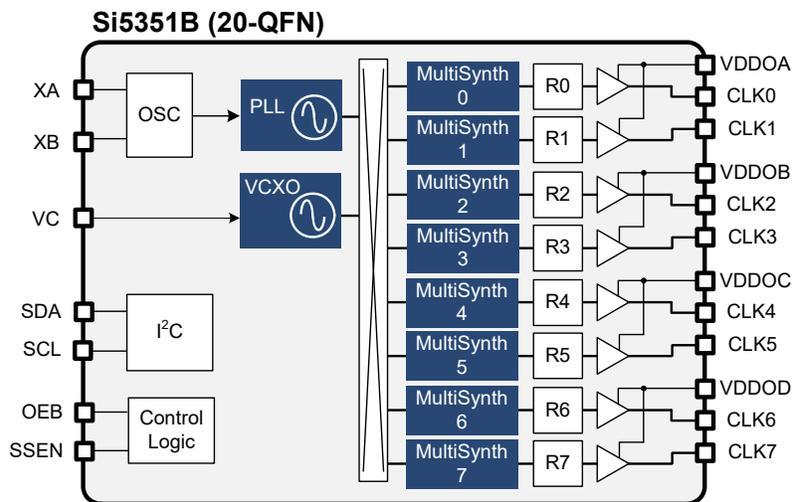 Si5351B (20-QFN)
XA
XB
OSC
PLL
VC
VCXO
SDA
SCL
I²C
OEB
SSEN
Control
Logic
MultiSynth
0
R0
MultiSynth
1
R1
MultiSynth
2
R2
MultiSynth
3
R3
MultiSynth
4
R4
MultiSynth
5
R5
MultiSynth
6
R6
MultiSynth
7
R7
VDDOA
CLK0
CLK1
VDDOB
CLK2
CLK3
VDDOC
CLK4
CLK5
VDDOD
CLK6
CLK7